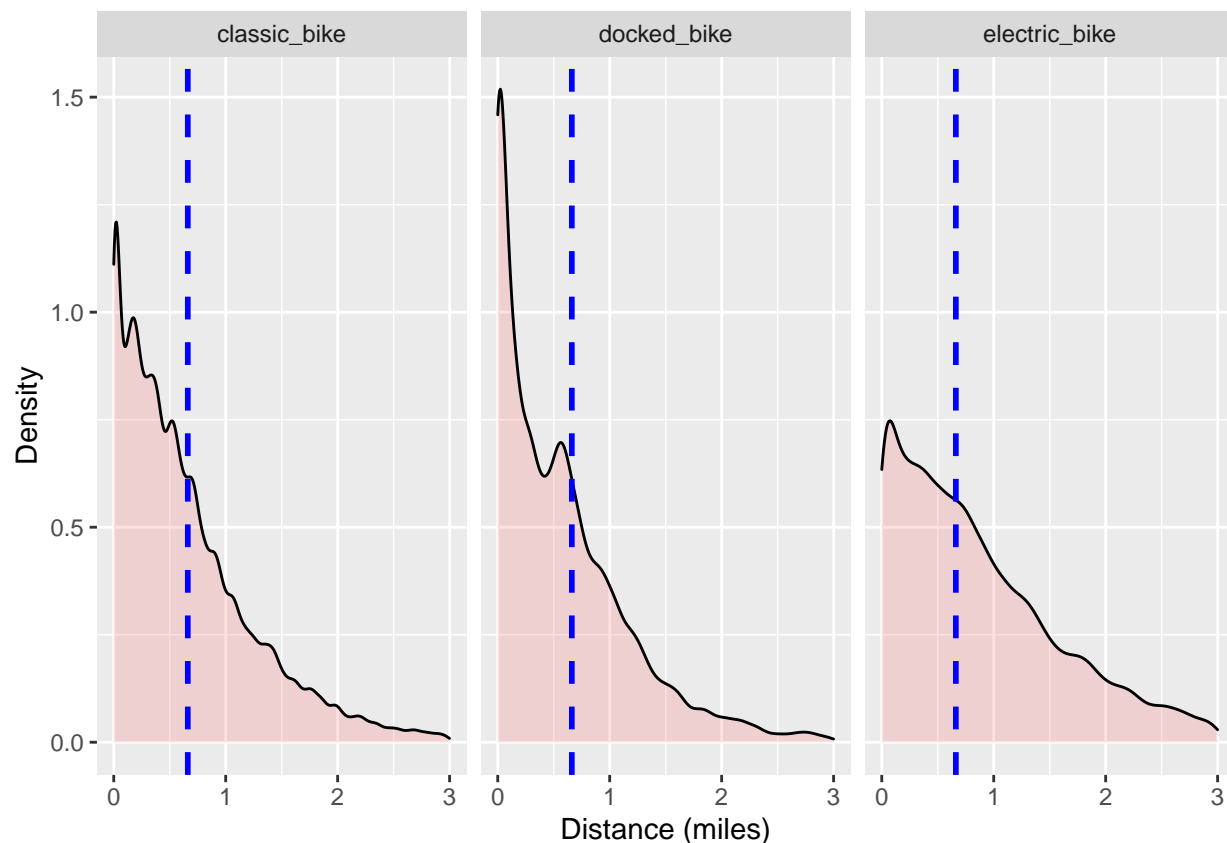 classic_bike docked_bike electric_bike
1.5
1.0
0.5
0.0
Density
0 1 2 3 0 1 2 3 0 1 2 3
Distance (miles)